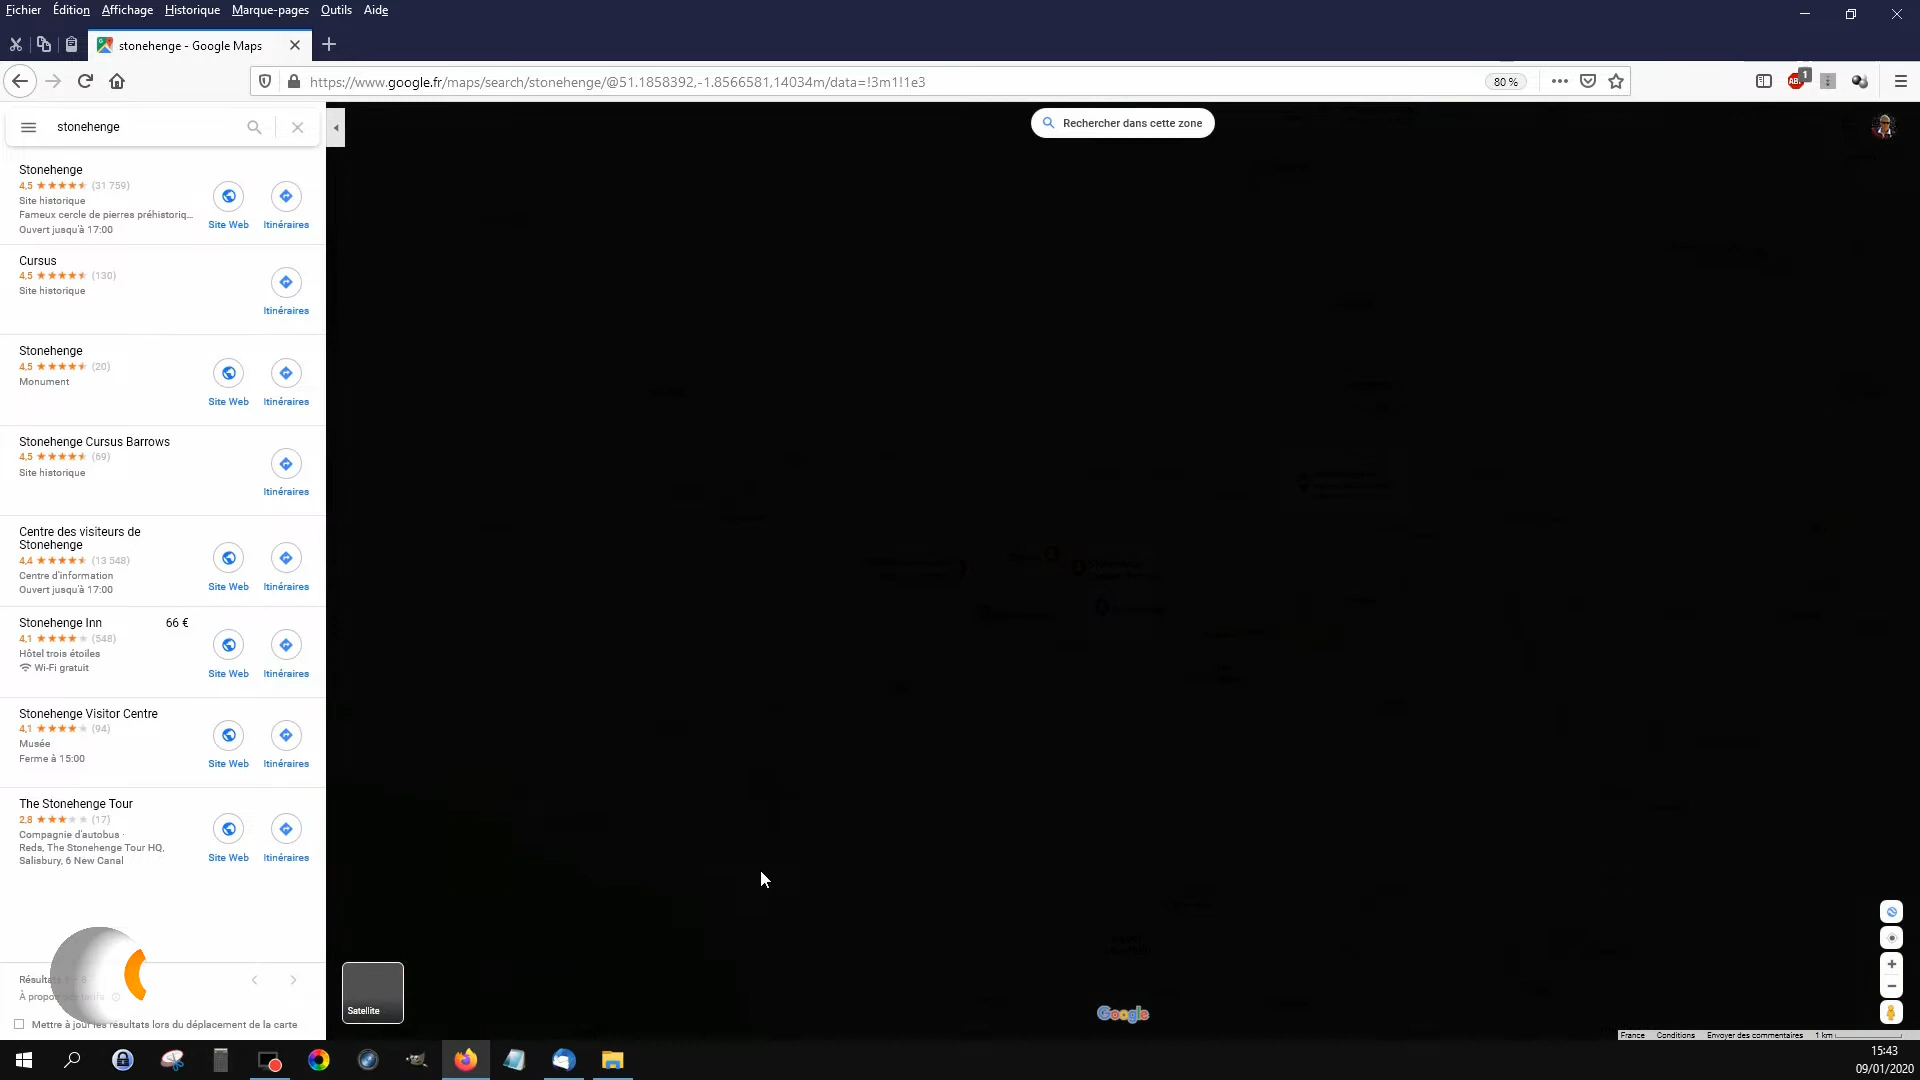 Fichier Édition Affichage Historique Marque-pages Outils Aide
stonehenge - Google Maps
https://www.google.fr/maps/search/stonehenge/@51.1858392,-1.8566581,14034m/data=!3m1!1e3
80 %
ABP 1
stonehenge
Rechercher dans cette zone
Stonehenge
4,5 (31 759)
Site historique
Fameux cercle de pierres préhistoriq...
Ouvert jusqu'à 17:00
Site Web Itinéraires
Cursus
4,5 (130)
Site historique
Itinéraires
Stonehenge
4,5 (20)
Monument
Site Web Itinéraires
Stonehenge Cursus Barrows
4,5 (69)
Site historique
Itinéraires
Centre des visiteurs de
Stonehenge
4,4 (13 548)
Centre d'information
Ouvert jusqu'à 17:00
Site Web Itinéraires
Stonehenge Inn 66 €
4,1 (548)
Hôtel trois étoiles
Wi-Fi gratuit
Site Web Itinéraires
Stonehenge Visitor Centre
4,1 (94)
Musée
Ferme à 15:00
Site Web Itinéraires
The Stonehenge Tour
2,8 (17)
Compagnie d'autobus ·
Reds, The Stonehenge Tour HQ,
Salisbury, 6 New Canal
Site Web Itinéraires
Résultats
À propos
Mettre à jour les résultats lors du déplacement de la carte
Satellite
Google
France Conditions Envoyer des commentaires 1 km
15:43
09/01/2020